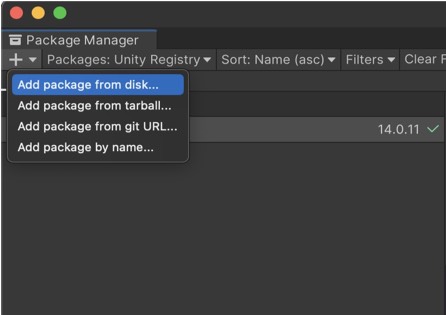 Package Manager
+ ▾ Packages: Unity Registry ▾ Sort: Name (asc) ▾ Filters ▾ Clear F
Add package from disk...
Add package from tarball...
Add package from git URL...
Add package by name...
14.0.11 ✓